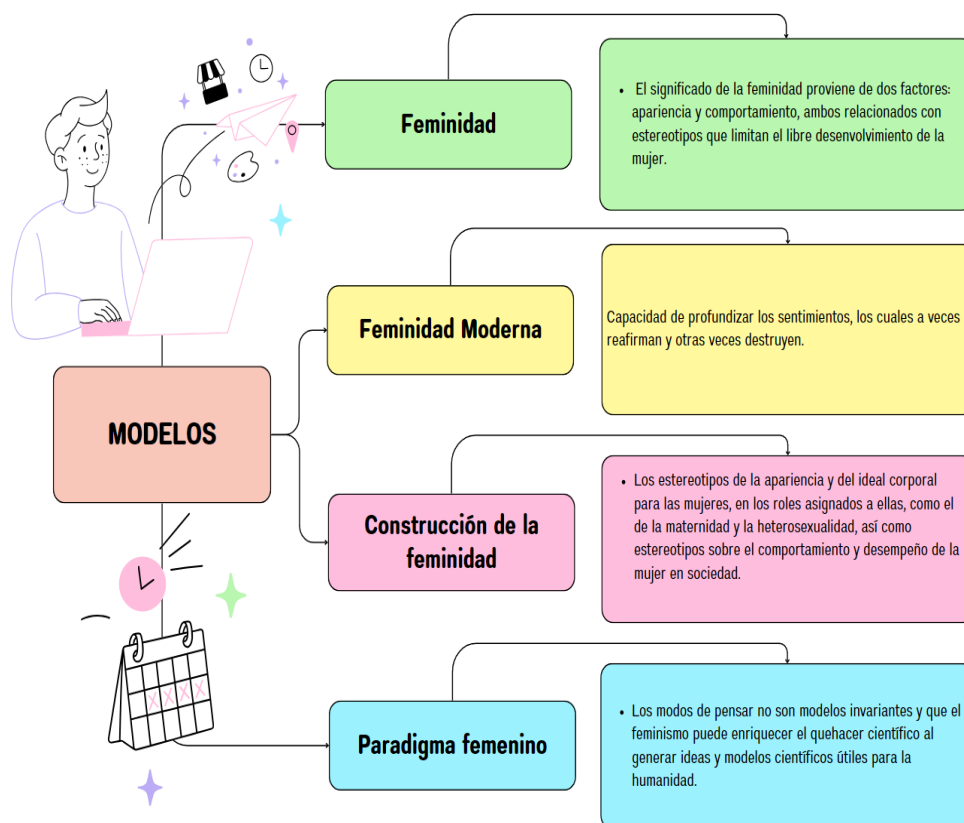 Feminidad
• El significado de la feminidad proviene de dos factores:
apariencia y comportamiento, ambos relacionados con
estereotipos que limitan el libre desenvolvimiento de la
mujer.
Feminidad Moderna
Capacidad de profundizar los sentimientos, los cuales a veces
reafirman y otras veces destruyen.
MODELOS
Construcción de la
feminidad
• Los estereotipos de la apariencia y del ideal corporal
para las mujeres, en los roles asignados a ellas, como el
de la maternidad y la heterosexualidad, así como
estereotipos sobre el comportamiento y desempeño de la
mujer en sociedad.
Paradigma femenino
• Los modos de pensar no son modelos invariantes y que el
feminismo puede enriquecer el quehacer científico al
generar ideas y modelos científicos útiles para la
humanidad.